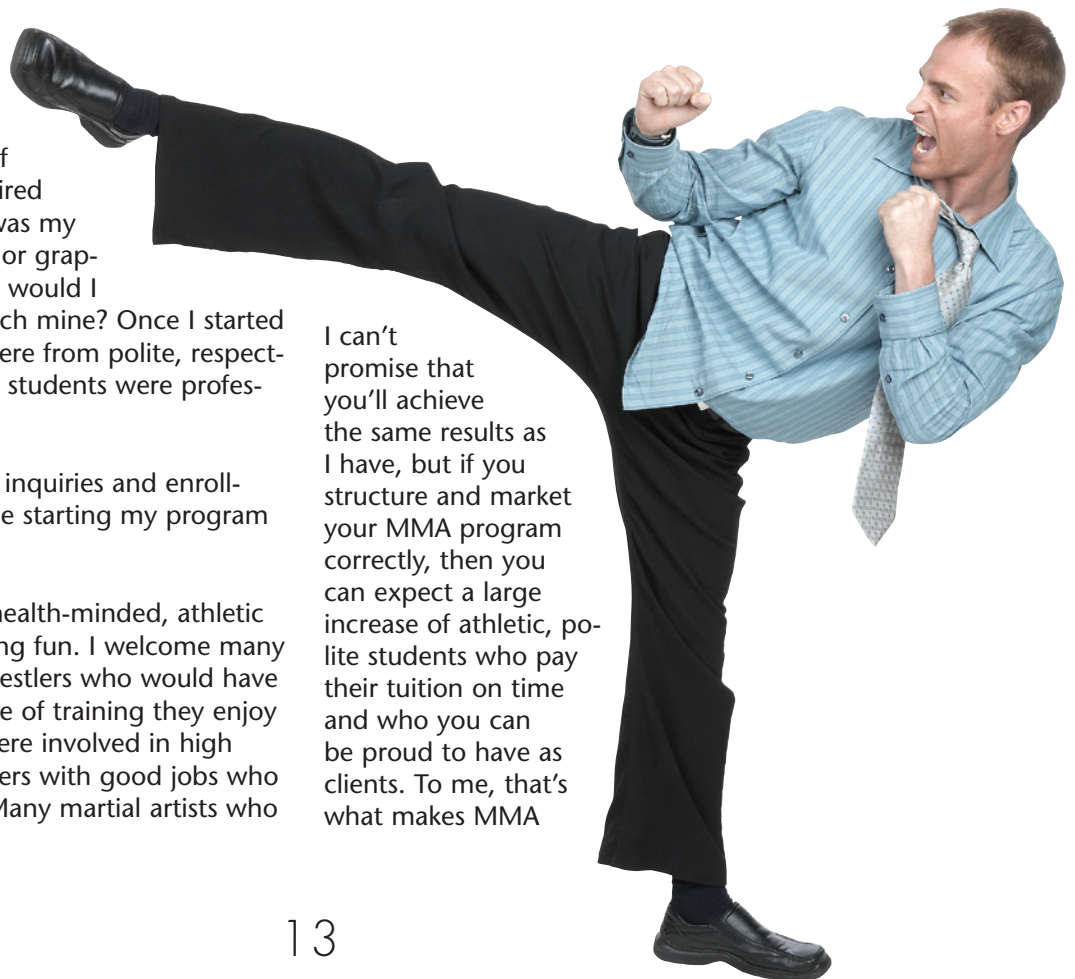 f
ired
was my
or grap-
would I
ch mine? Once I started
ere from polite, respect-
students were profes-
inquiries and enroll-
e starting my program
health-minded, athletic
ng fun. I welcome many
estlers who would have
e of training they enjoy
ere involved in high
ers with good jobs who
Many martial artists who
I can't
promise that
you'll achieve
the same results as
I have, but if you
structure and market
your MMA program
correctly, then you
can expect a large
increase of athletic, po-
lite students who pay
their tuition on time
and who you can
be proud to have as
clients. To me, that's
what makes MMA
13